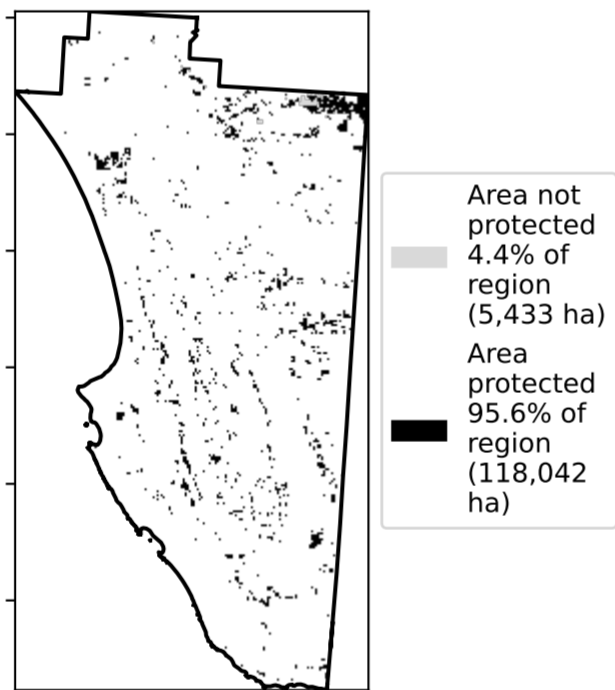 Area not
protected
4.4% of
region
(5,433 ha)
Area
protected
95.6% of
region
(118,042
ha)